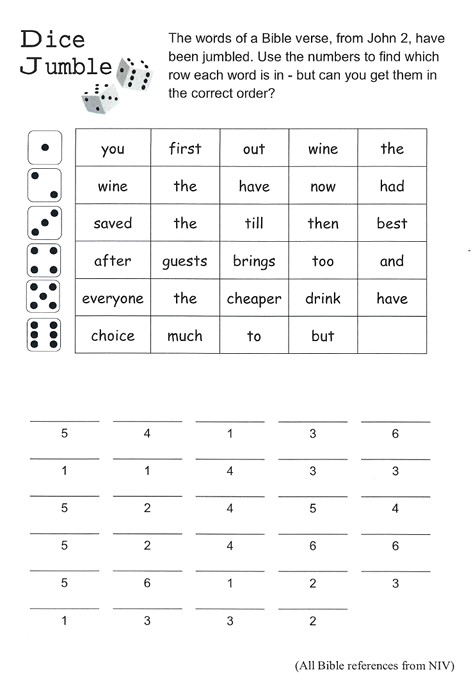 Dice
Jumble
The words of a Bible verse, from John 2, have
been jumbled. Use the numbers to find which
row each word is in - but can you get them in
the correct order?
you first out wine the
wine the have now had
saved the till then best
after guests brings too and
everyone the cheaper drink have
choice much to but
5 4 1 3 6
1 1 4 3 3
5 2 4 5 4
5 2 4 6 6
5 6 1 2 3
1 3 3 2
(All Bible references from NIV)